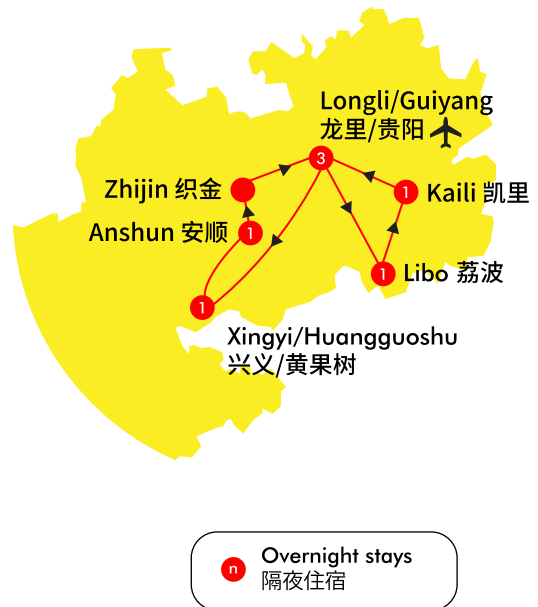 Longli/Guiyang
龙里/贵阳
3
Zhijin 织金
1
Kaili 凯里
Anshun 安顺
1
1
Libo 荔波
1
Xingyi/Huangguoshu
兴义/黄果树
n
Overnight stays
隔夜住宿